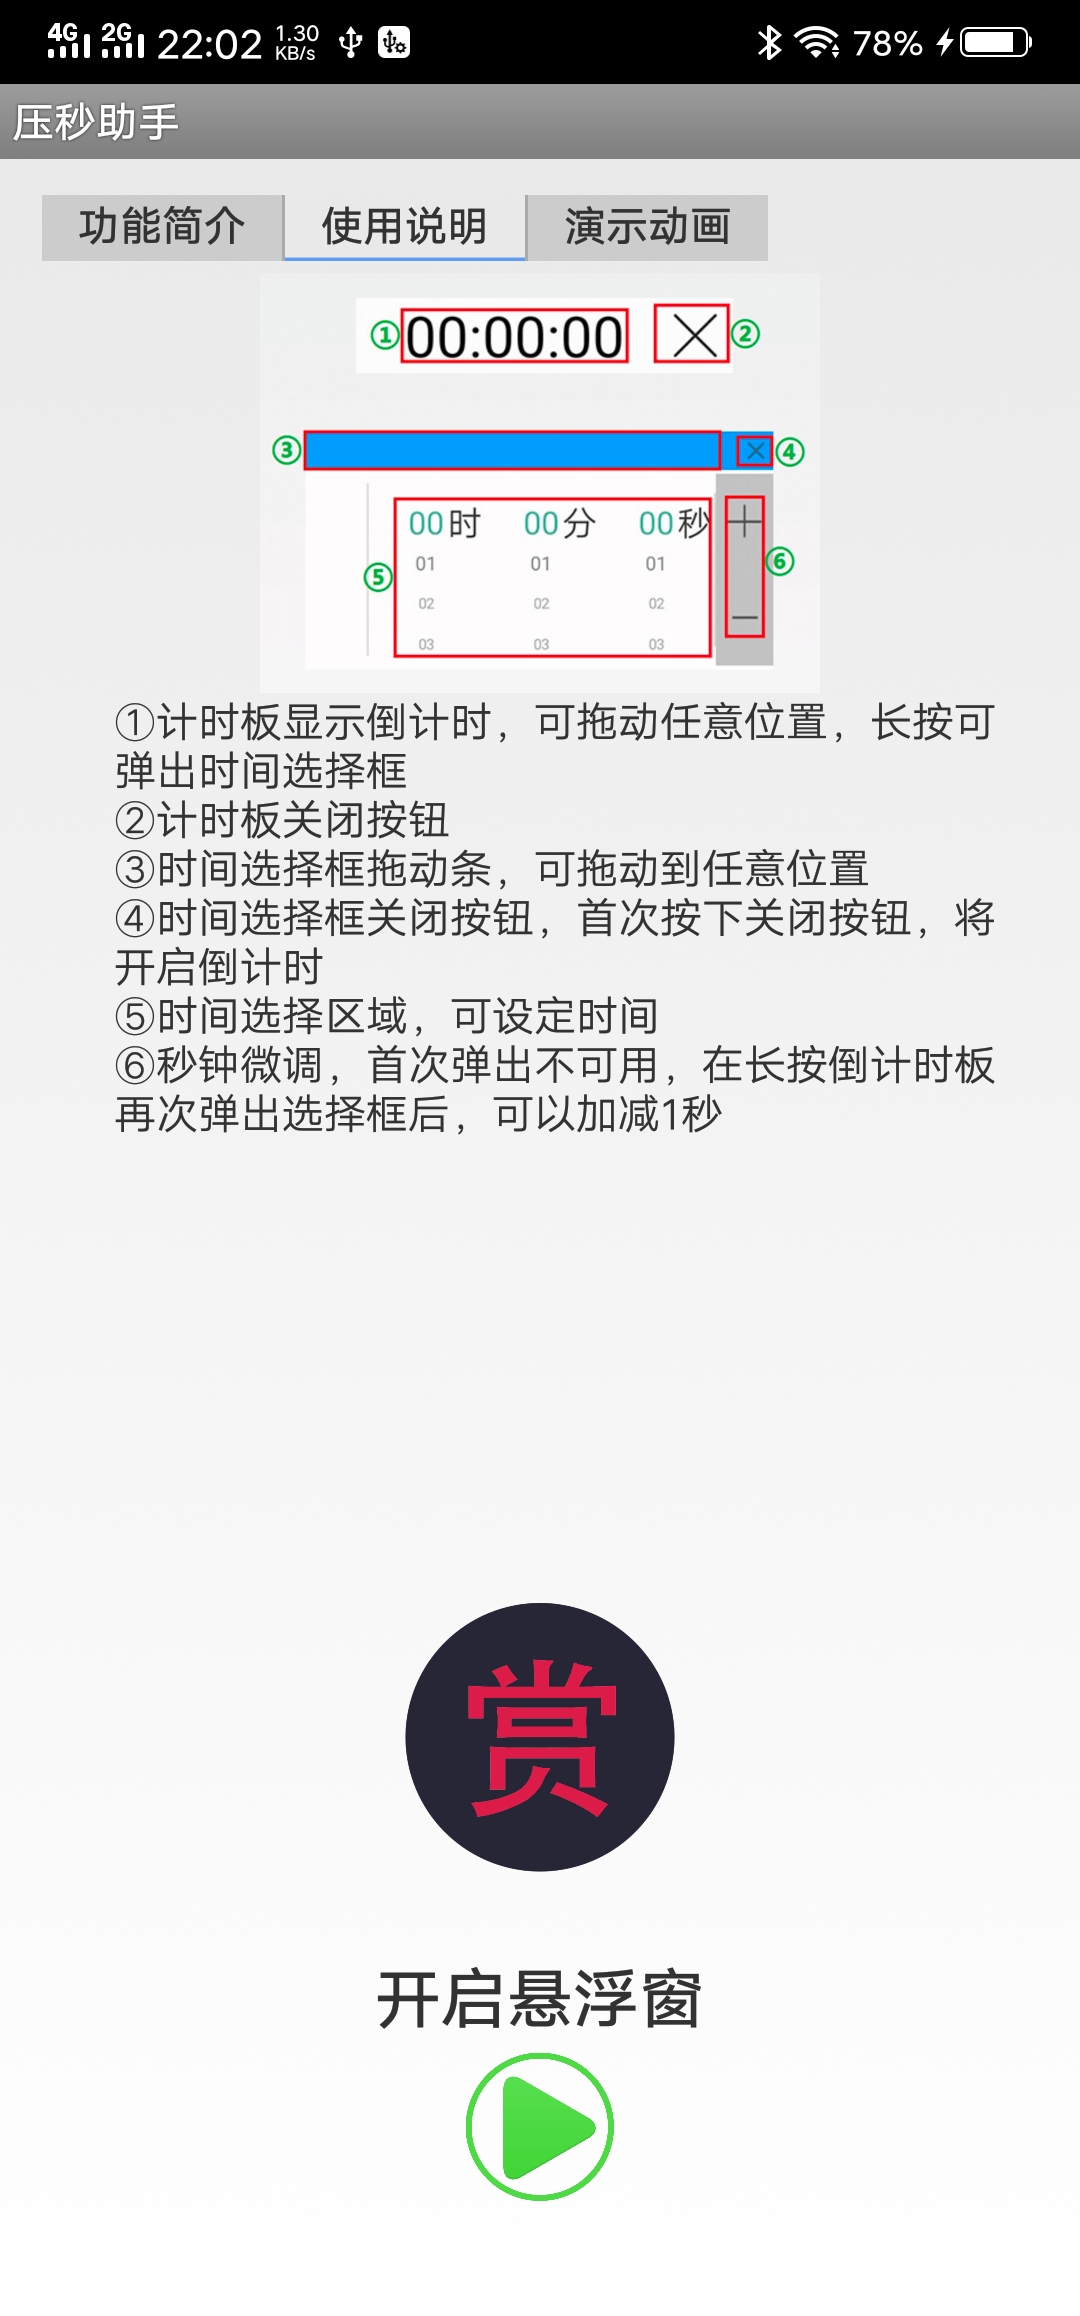 4G 2G 22:02 1.30 KB/s 78%
压秒助手
功能简介 使用说明 演示动画
① 00:00:00 ②
③ ④
00时 00分 00秒
01 01 01
⑤ ⑥
02 02 02
03 03 03
①计时板显示倒计时，可拖动任意位置，长按可
弹出时间选择框
②计时板关闭按钮
③时间选择框拖动条，可拖动到任意位置
④时间选择框关闭按钮，首次按下关闭按钮，将
开启倒计时
⑤时间选择区域，可设定时间
⑥秒钟微调，首次弹出不可用，在长按倒计时板
再次弹出选择框后，可以加减1秒
赏
开启悬浮窗